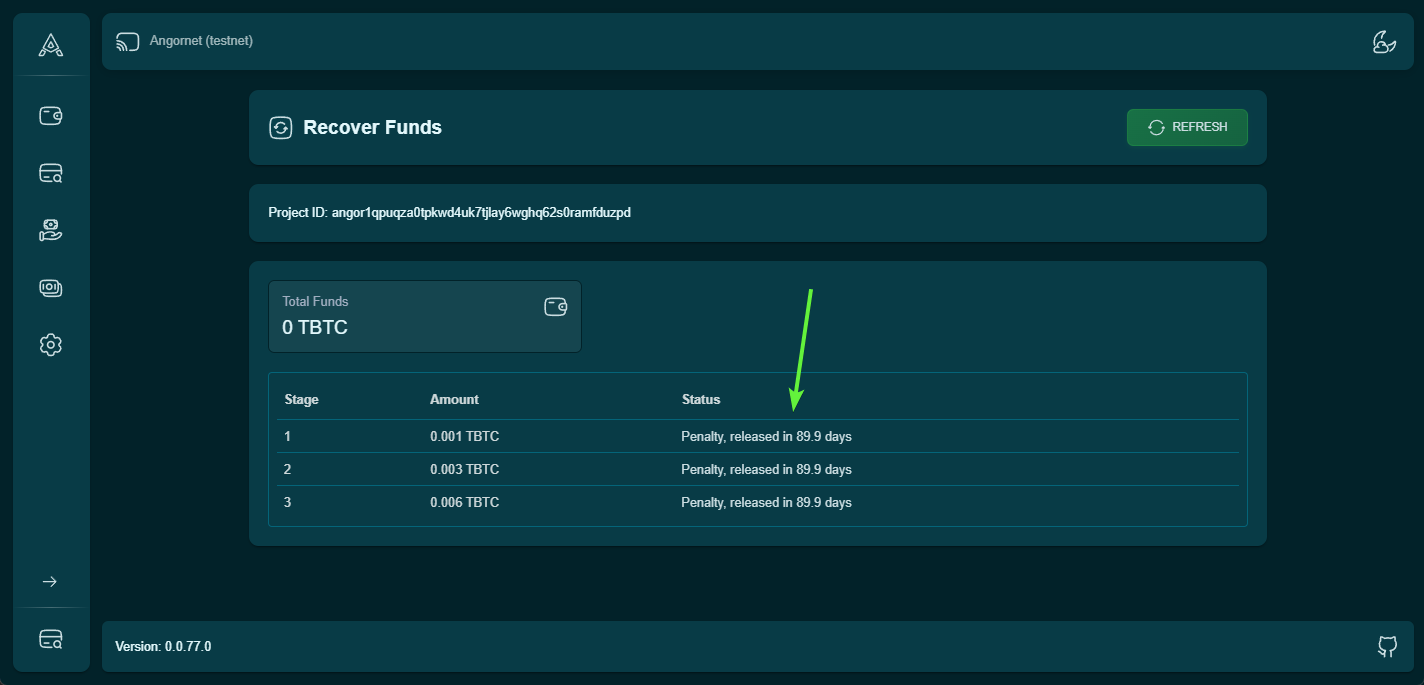 Angornet (testnet)
Recover Funds
REFRESH
Project ID: angor1qpuqza0tpkwd4uk7tjlay6wghq62s0ramfduzpd
Total Funds
0 TBTC
Stage Amount Status
1 0.001 TBTC Penalty, released in 89.9 days
2 0.003 TBTC Penalty, released in 89.9 days
3 0.006 TBTC Penalty, released in 89.9 days
Version: 0.0.77.0